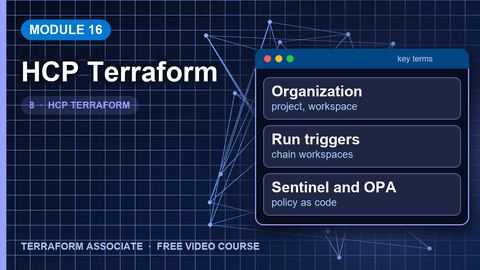 MODULE 16
HCP Terraform
8 · HCP TERRAFORM
key terms
Organization
project, workspace
Run triggers
chain workspaces
Sentinel and OPA
policy as code
TERRAFORM ASSOCIATE · FREE VIDEO COURSE